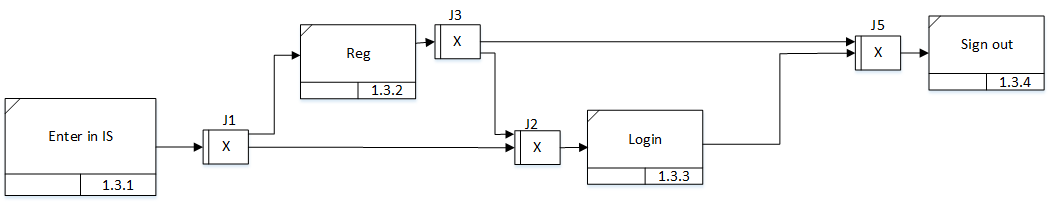 J3
X
J5
X
Sign out
1.3.4
Reg
1.3.2
Enter in IS
1.3.1
J1
X
J2
X
Login
1.3.3